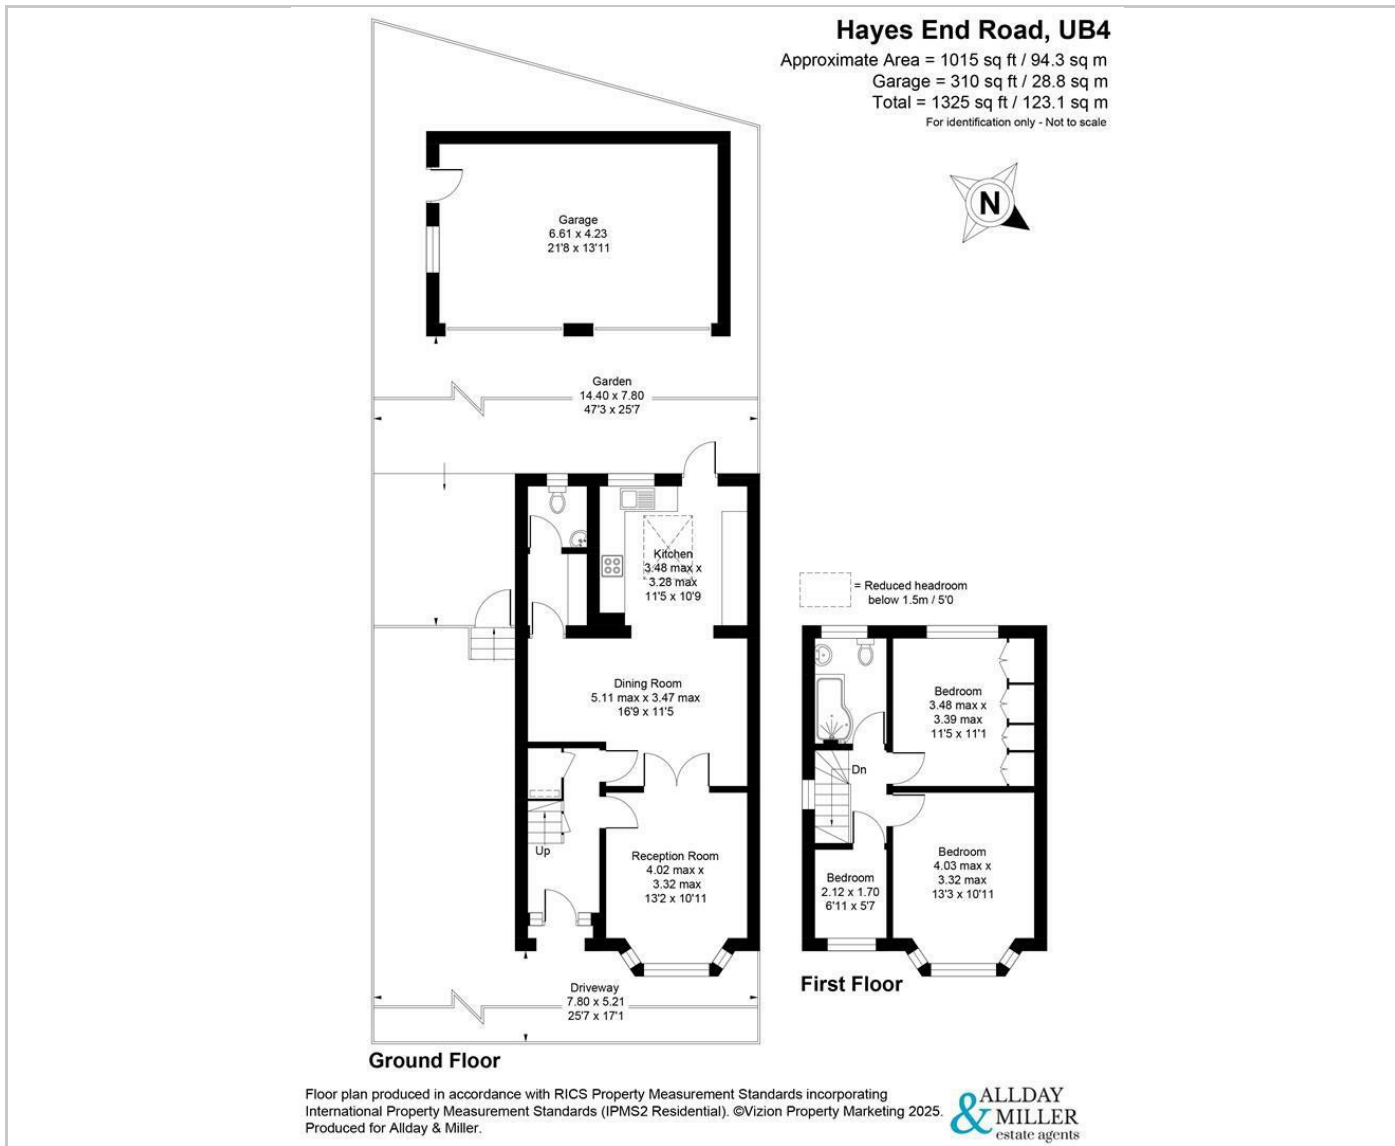 Hayes End Road, UB4
Approximate Area = 1015 sq ft / 94.3 sq m
Garage = 310 sq ft / 28.8 sq m
Total = 1325 sq ft / 123.1 sq m
For identification only - Not to scale
N
Garage
6.61 x 4.23
21'8 x 13'11
Garden
14.40 x 7.80
47'3 x 25'7
Kitchen
3.48 max x
3.28 max
11'5 x 10'9
Dining Room
5.11 max x 3.47 max
16'9 x 11'5
Up
Reception Room
4.02 max x
3.32 max
13'2 x 10'11
Driveway
7.80 x 5.21
25'7 x 17'1
Ground Floor
= Reduced headroom
below 1.5m / 5'0
Bedroom
3.48 max x
3.39 max
11'5 x 11'1
Dn
Bedroom
4.03 max x
3.32 max
13'3 x 10'11
Bedroom
2.12 x 1.70
6'11 x 5'7
First Floor
Floor plan produced in accordance with RICS Property Measurement Standards incorporating
International Property Measurement Standards (IPMS2 Residential). ©Vizion Property Marketing 2025.
Produced for Allday & Miller.
ALLDAY
& MILLER
estate agents